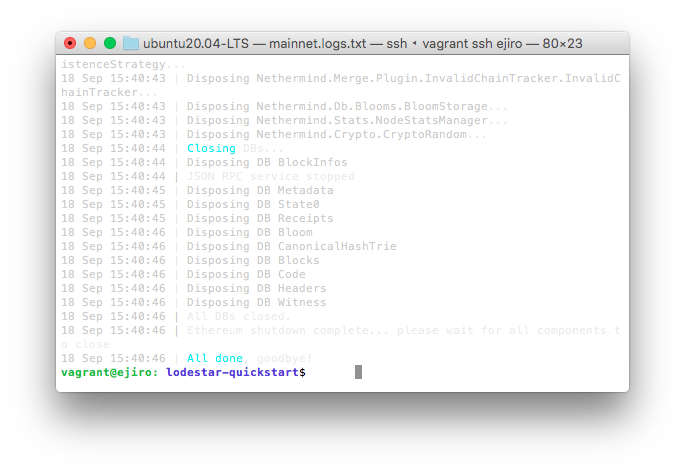 ubuntu20.04-LTS — mainnet.logs.txt — ssh ◂ vagrant ssh ejiro — 80×23
istenceStrategy...
18 Sep 15:40:43 | Disposing Nethermind.Merge.Plugin.InvalidChainTracker.InvalidC
hainTracker...
18 Sep 15:40:43 | Disposing Nethermind.Db.Blooms.BloomStorage...
18 Sep 15:40:43 | Disposing Nethermind.Stats.NodeStatsManager...
18 Sep 15:40:43 | Disposing Nethermind.Crypto.CryptoRandom...
18 Sep 15:40:44 | Closing DBs...
18 Sep 15:40:44 | Disposing DB BlockInfos
18 Sep 15:40:44 | JSON RPC service stopped
18 Sep 15:40:45 | Disposing DB Metadata
18 Sep 15:40:45 | Disposing DB State0
18 Sep 15:40:45 | Disposing DB Receipts
18 Sep 15:40:46 | Disposing DB Bloom
18 Sep 15:40:46 | Disposing DB CanonicalHashTrie
18 Sep 15:40:46 | Disposing DB Blocks
18 Sep 15:40:46 | Disposing DB Code
18 Sep 15:40:46 | Disposing DB Headers
18 Sep 15:40:46 | Disposing DB Witness
18 Sep 15:40:46 | All DBs closed.
18 Sep 15:40:46 | Ethereum shutdown complete... please wait for all components t
o close
18 Sep 15:40:46 | All done, goodbye!
vagrant@ejiro: lodestar-quickstart$